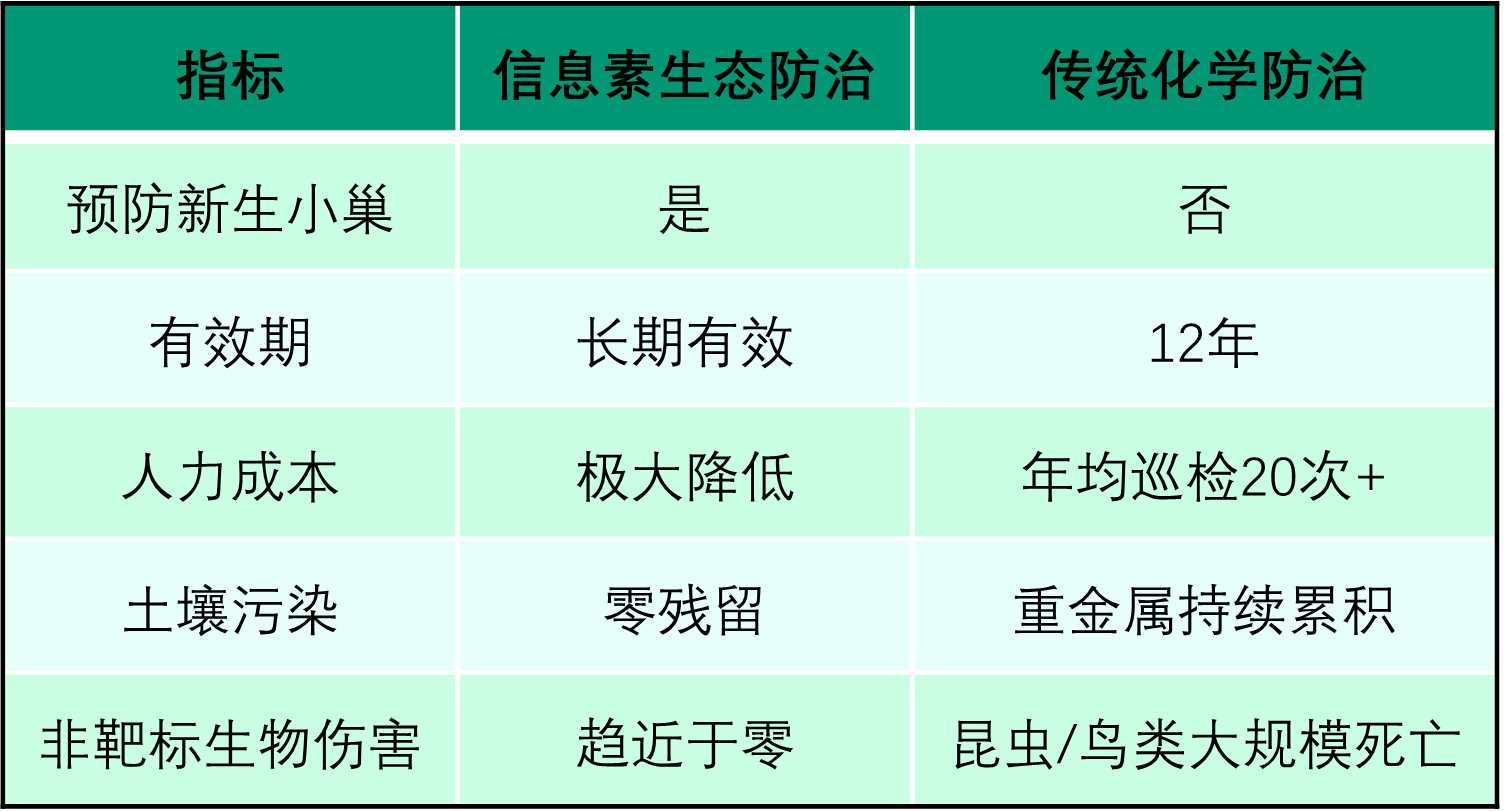 指标 信息素生态防治 传统化学防治
预防新生小巢 是 否
有效期 长期有效 12年
人力成本 极大降低 年均巡检20次+
土壤污染 零残留 重金属持续累积
非靶标生物伤害 趋近于零 昆虫/鸟类大规模死亡